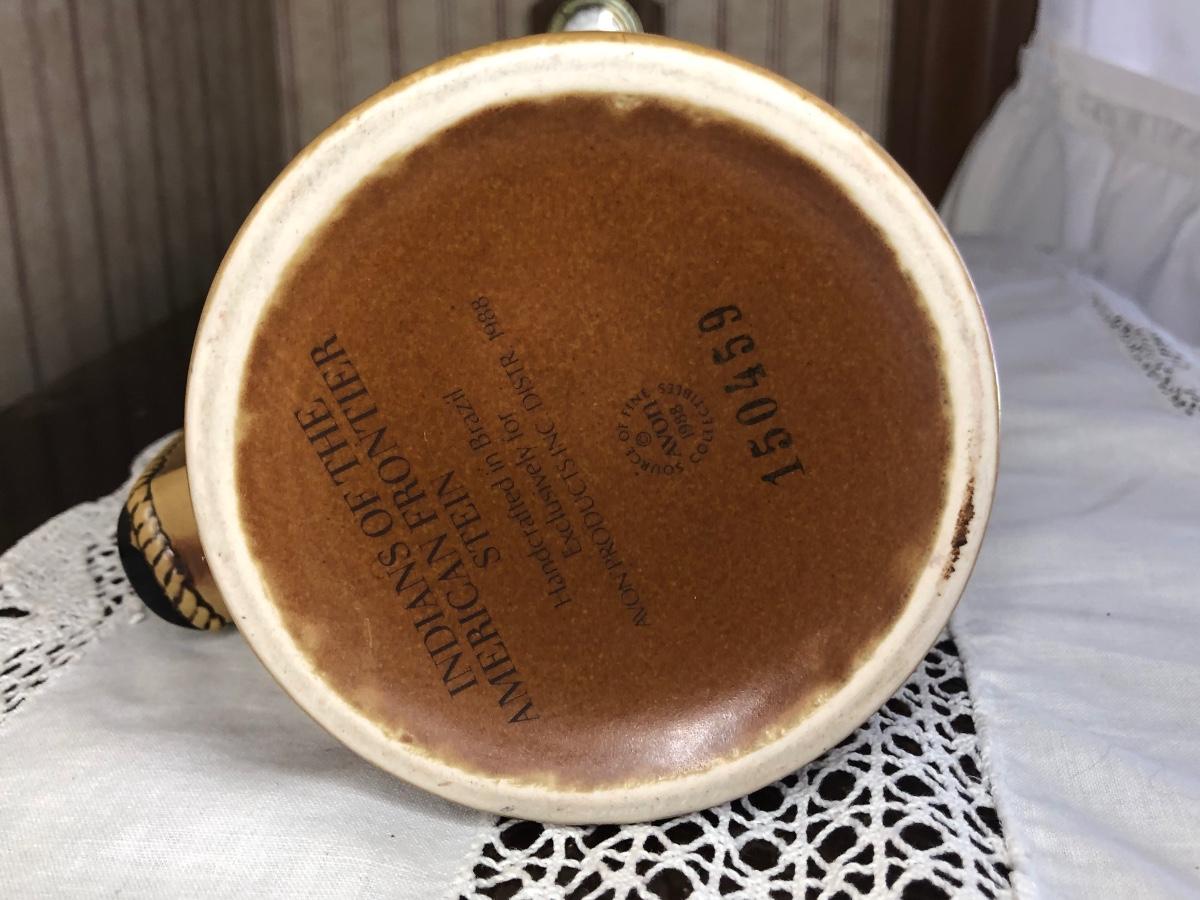 INDIANS OF THE
AMERICAN FRONTIER
STEIN
Handcrafted in Brazil
Exclusively for
AVON PRODUCTS INC DISTR. 1988
SOURCE OF FINE
©
AVON
1988
COLLECTIBLES
150459